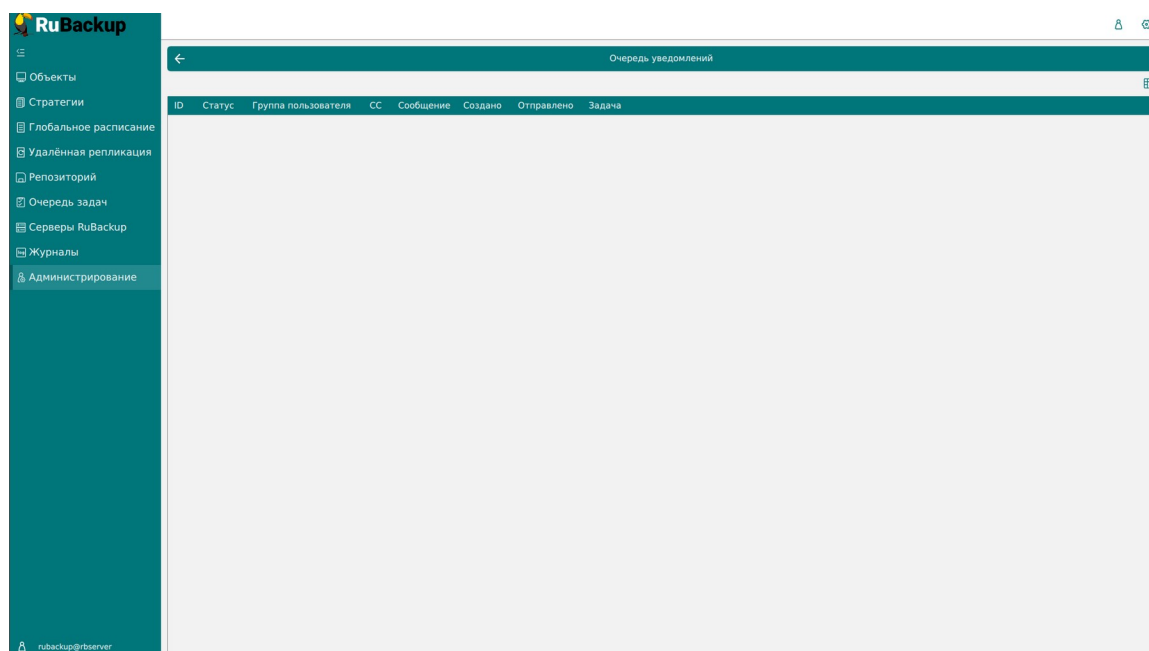 RuBackup
Очередь уведомлений
Объекты
Стратегии
Глобальное расписание
Удалённая репликация
Репозиторий
Очередь задач
Серверы RuBackup
Журналы
Администрирование
ID Статус Группа пользователя CC Сообщение Создано Отправлено Задача
rubackup@rbserver